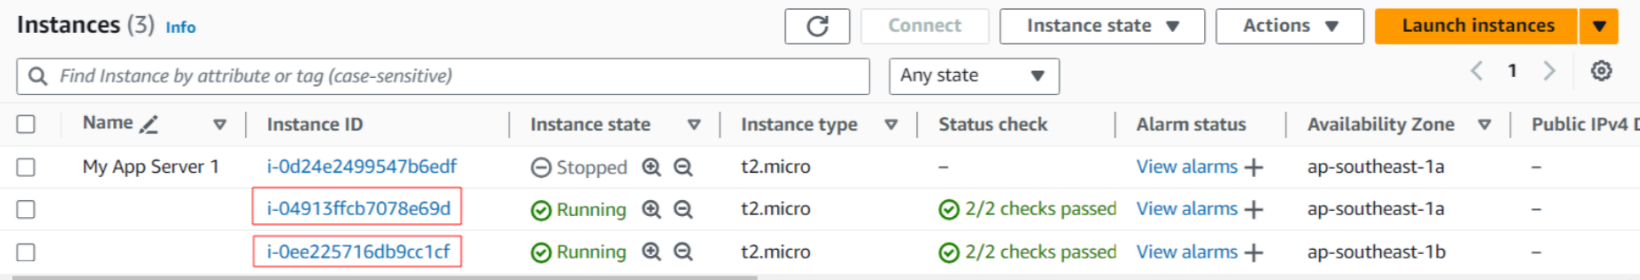 Instances (3) Info Connect Instance state Actions Launch instances
Find Instance by attribute or tag (case-sensitive) Any state 1
Name Instance ID Instance state Instance type Status check Alarm status Availability Zone Public IPv4 D
My App Server 1 i-0d24e2499547b6edf Stopped t2.micro – View alarms ap-southeast-1a –
i-04913ffcb7078e69d Running t2.micro 2/2 checks passed View alarms ap-southeast-1a –
i-0ee225716db9cc1cf Running t2.micro 2/2 checks passed View alarms ap-southeast-1b –